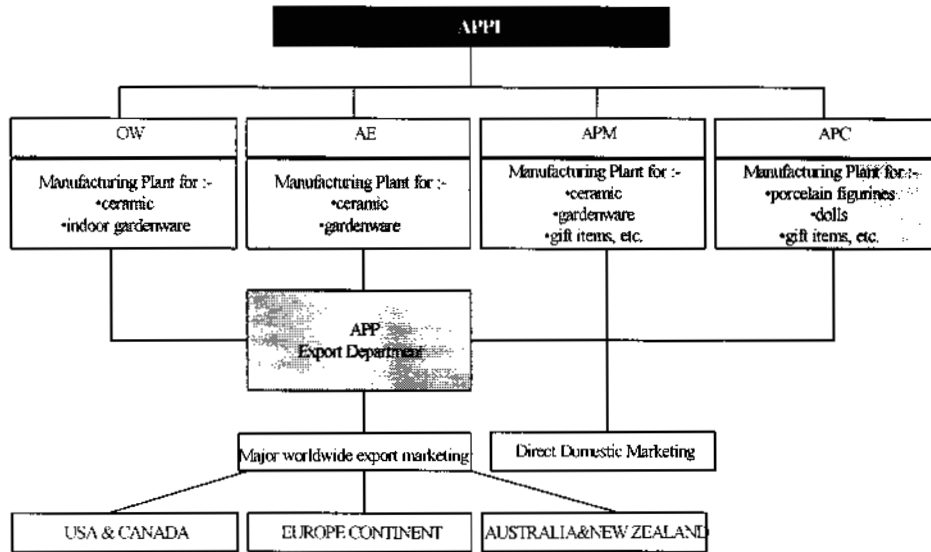 APPI
OW
Manufacturing Plant for :-
•ceramic
•indoor gardenware
AE
Manufacturing Plant for :-
•ceramic
•gardenware
APM
Manufacturing Plant for :-
•ceramic
•gardenware
•gift items, etc.
APC
Manufacturing Plant for :-
•porcelain figurines
•dolls
•gift items, etc.
APP
Export Department
Major worldwide export marketing
Direct Domestic Marketing
USA & CANADA
EUROPE CONTINENT
AUSTRALIA&NEW ZEALAND